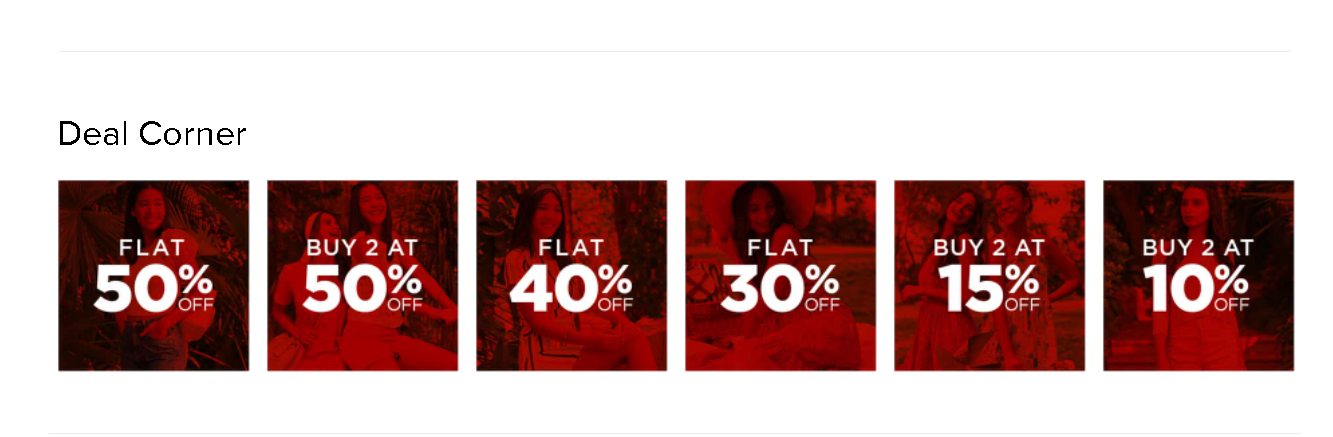 Deal Corner
FLAT
50%
OFF
BUY 2 AT
50%
OFF
FLAT
40%
OFF
FLAT
30%
OFF
BUY 2 AT
15%
OFF
BUY 2 AT
10%
OFF